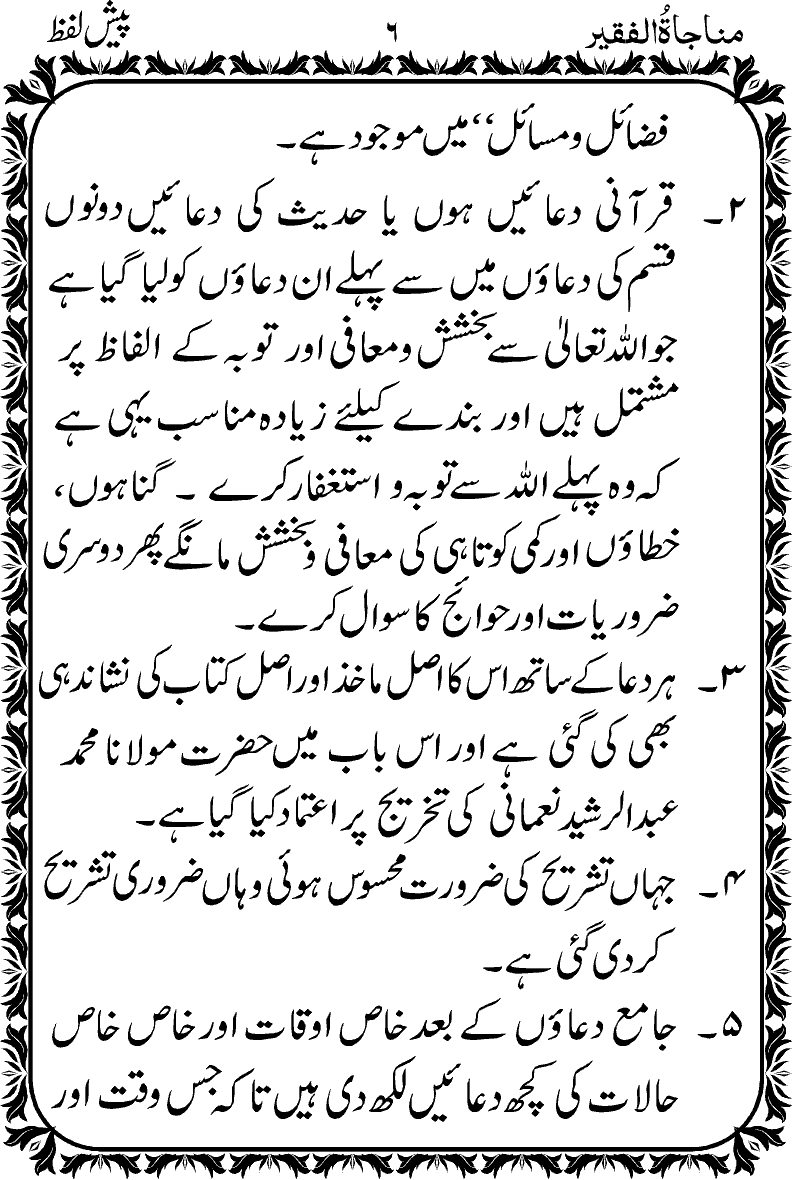 مناجاۃُ الفقیر ۶ پیش لفظ
فضائل ومسائل‘‘ میں موجود ہے۔
۲۔ قرآنی دعائیں ہوں یا حدیث کی دعائیں دونوں
قسم کی دعاؤں میں سے پہلے ان دعاؤں کو لیا گیا ہے
جو اللہ تعالیٰ سے بخشش ومعافی اور توبہ کے الفاظ پر
مشتمل ہیں اور بندے کیلئے زیادہ مناسب یہی ہے
کہ وہ پہلے اللہ سے توبہ و استغفار کرے ۔ گناہوں،
خطاؤں اور کمی کوتاہی کی معافی و بخشش مانگے پھر دوسری
ضروریات اور حوائج کا سوال کرے۔
۳۔ ہر دعا کے ساتھ اس کا اصل ماخذ اور اصل کتاب کی نشاندہی
بھی کی گئی ہے اور اس باب میں حضرت مولانا محمد
عبدالرشید نعمانی کی تخریج پر اعتماد کیا گیا ہے۔
۴۔ جہاں تشریح کی ضرورت محسوس ہوئی وہاں ضروری تشریح
کر دی گئی ہے۔
۵۔ جامع دعاؤں کے بعد خاص اوقات اور خاص خاص
حالات کی کچھ دعائیں لکھ دی ہیں تاکہ جس وقت اور